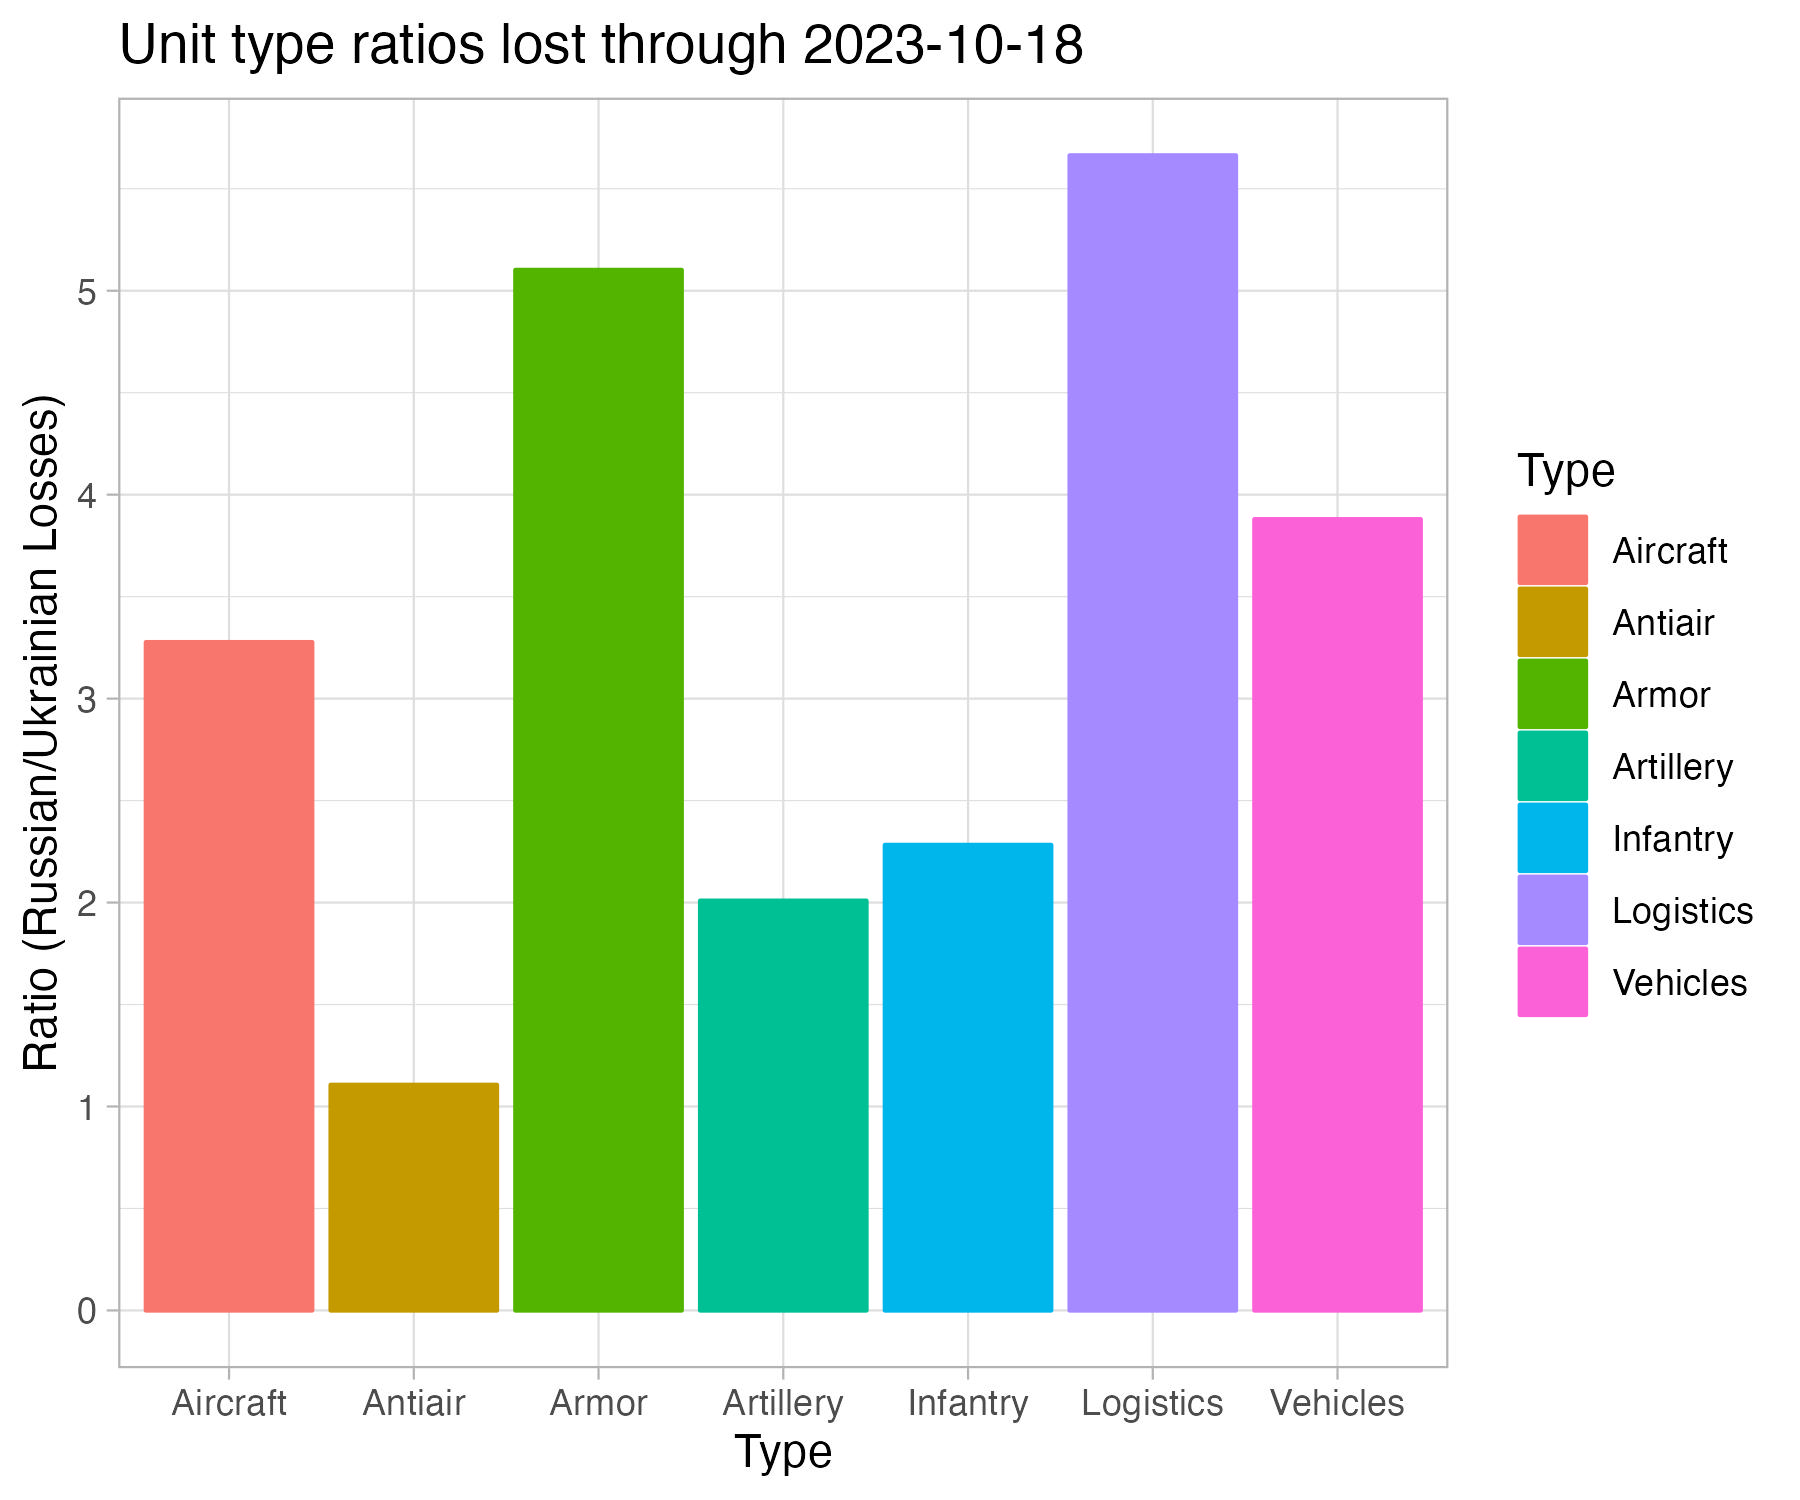 Unit type ratios lost through 2023-10-18
Ratio (Russian/Ukrainian Losses)
5
4
3
2
1
0
Aircraft
Antiair
Armor
Artillery
Infantry
Logistics
Vehicles
Type
Type
Aircraft
Antiair
Armor
Artillery
Infantry
Logistics
Vehicles